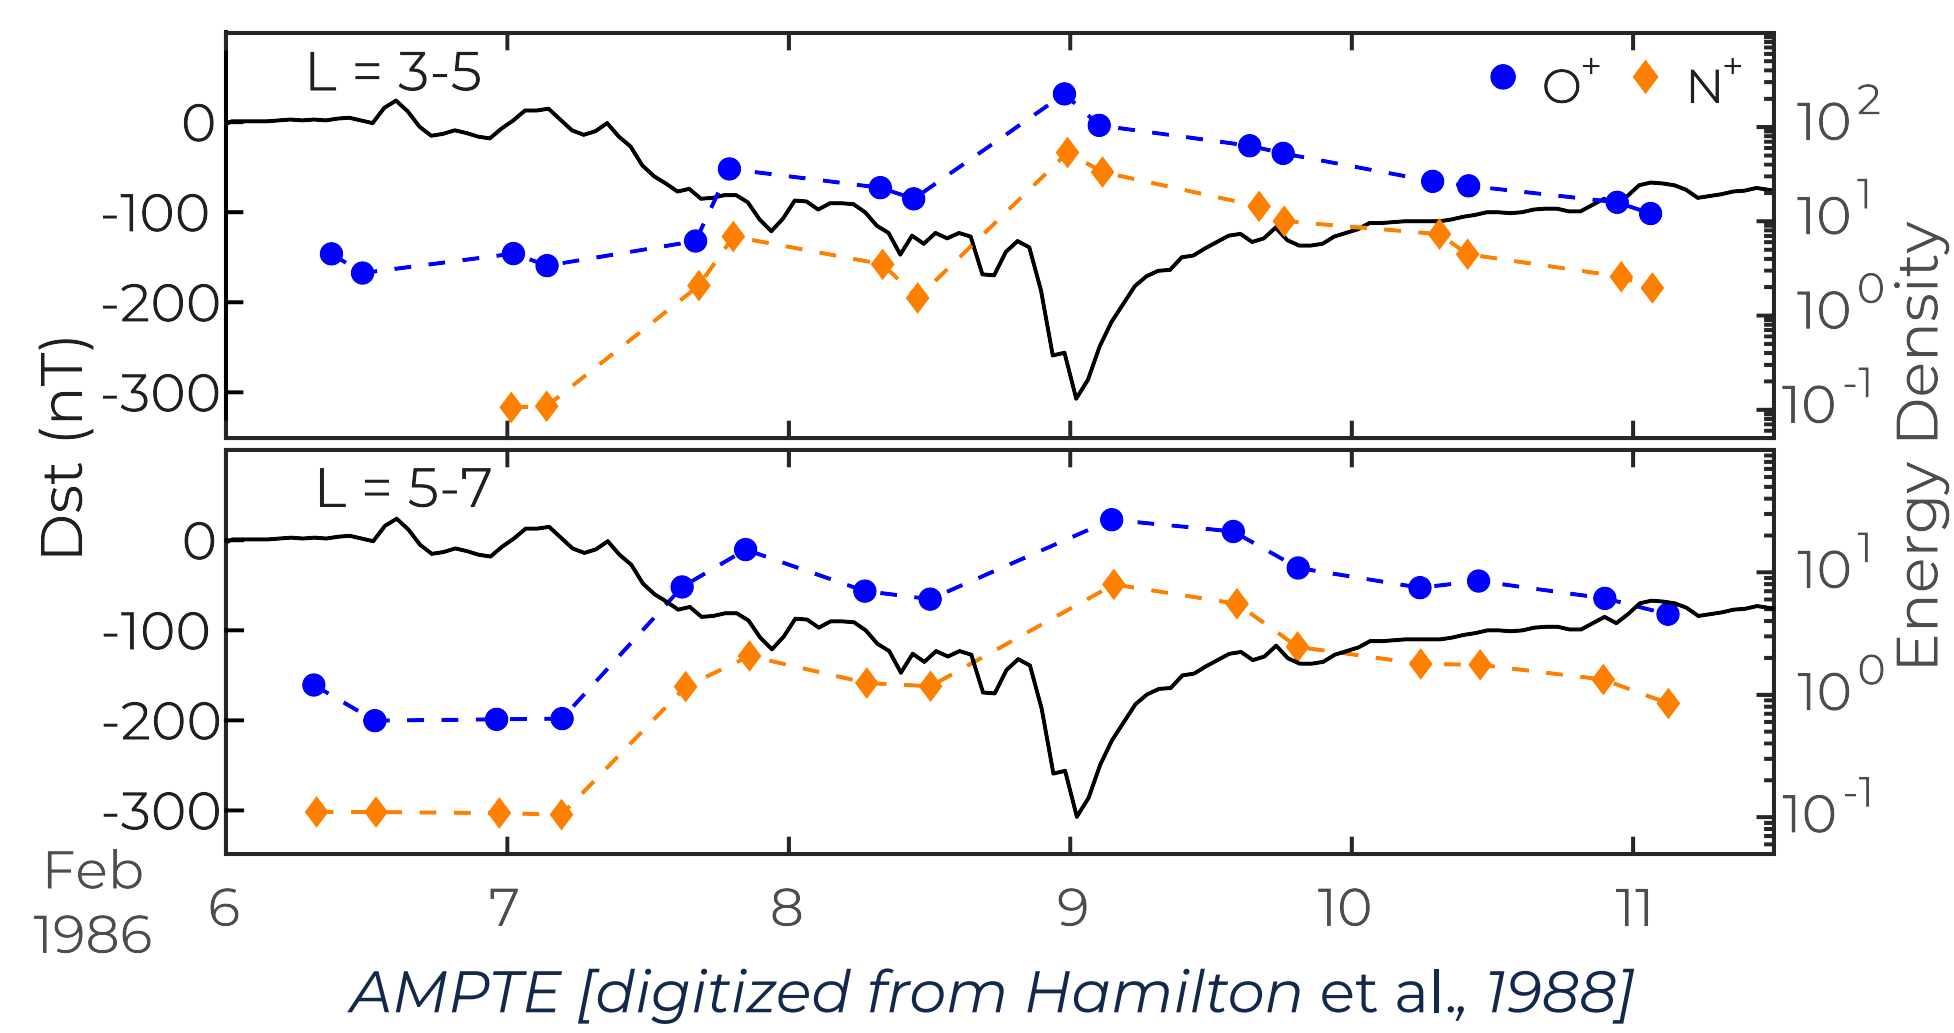 L = 3-5
O+ N+
0
-100
-200
-300
10^2
10^1
10^0
10^-1
Dst (nT)
Energy Density
L = 5-7
0
-100
-200
-300
10^1
10^0
10^-1
Feb
1986
6 7 8 9 10 11
AMPTE [digitized from Hamilton et al., 1988]